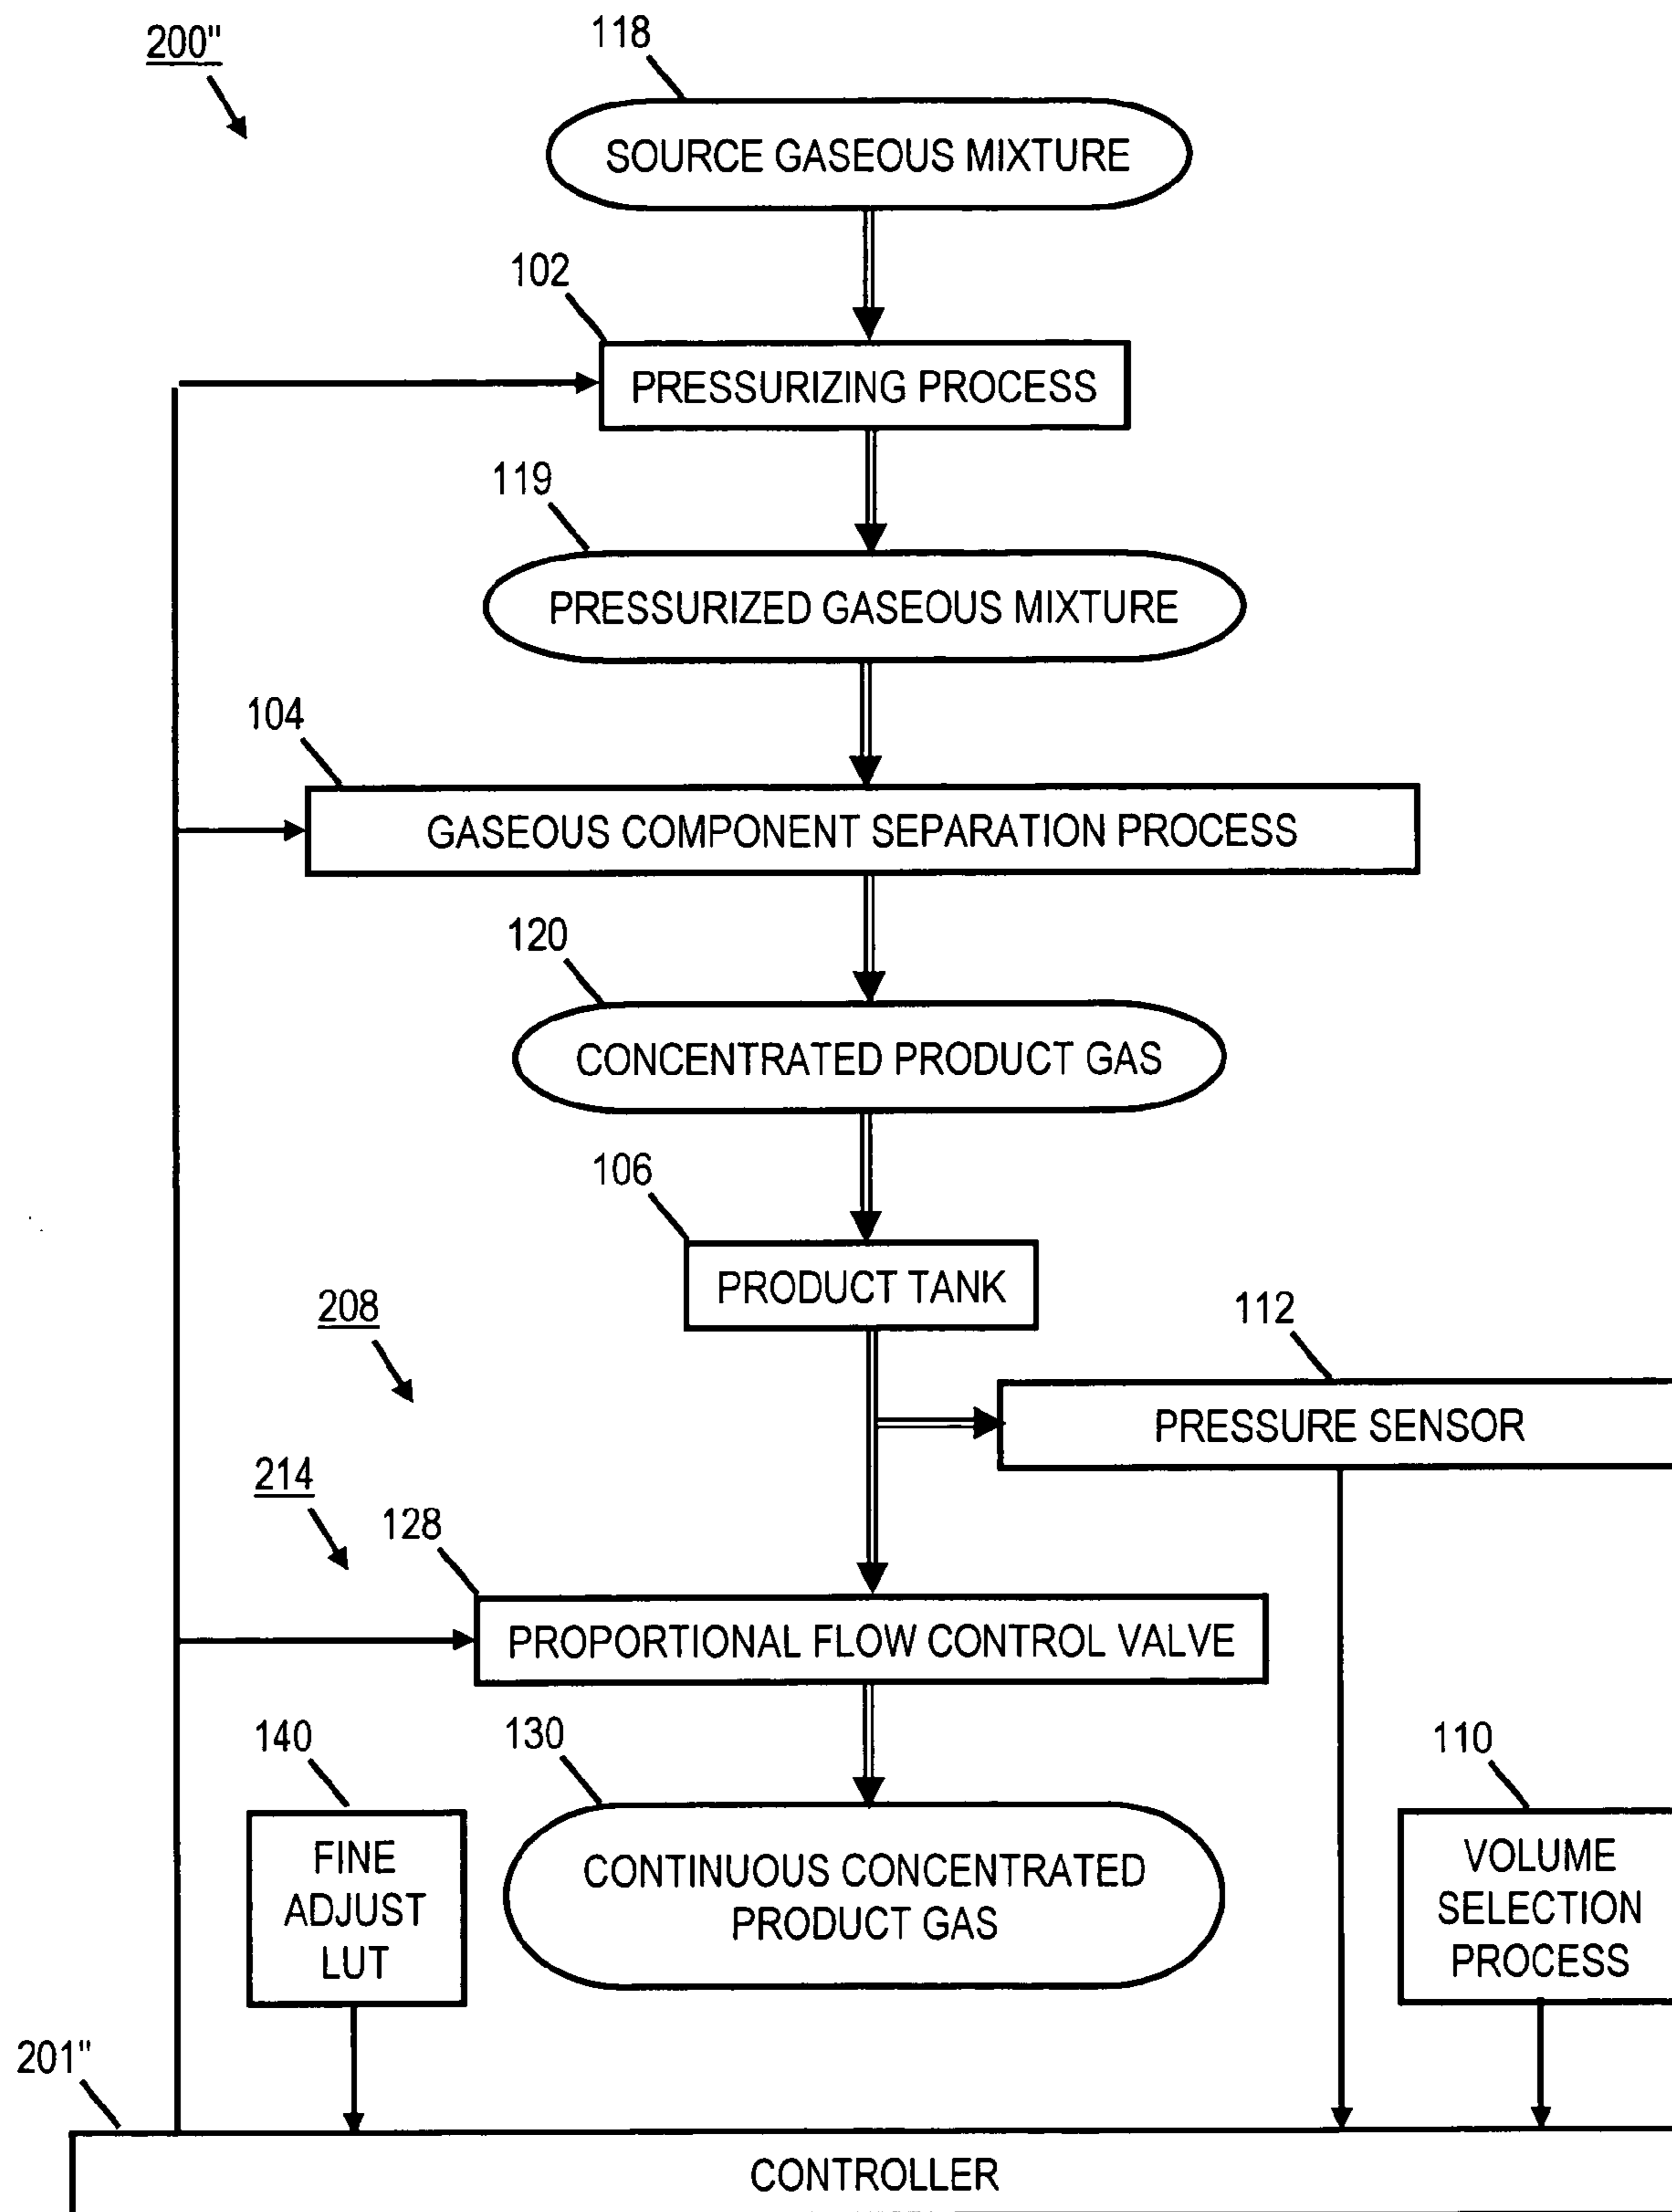 200"
118
SOURCE GASEOUS MIXTURE
102
PRESSURIZING PROCESS
119
PRESSURIZED GASEOUS MIXTURE
104
GASEOUS COMPONENT SEPARATION PROCESS
120
CONCENTRATED PRODUCT GAS
106
PRODUCT TANK
208
112
PRESSURE SENSOR
214
128
PROPORTIONAL FLOW CONTROL VALVE
140
130
110
FINE
ADJUST
LUT
CONTINUOUS CONCENTRATED
PRODUCT GAS
VOLUME
SELECTION
PROCESS
201"
CONTROLLER